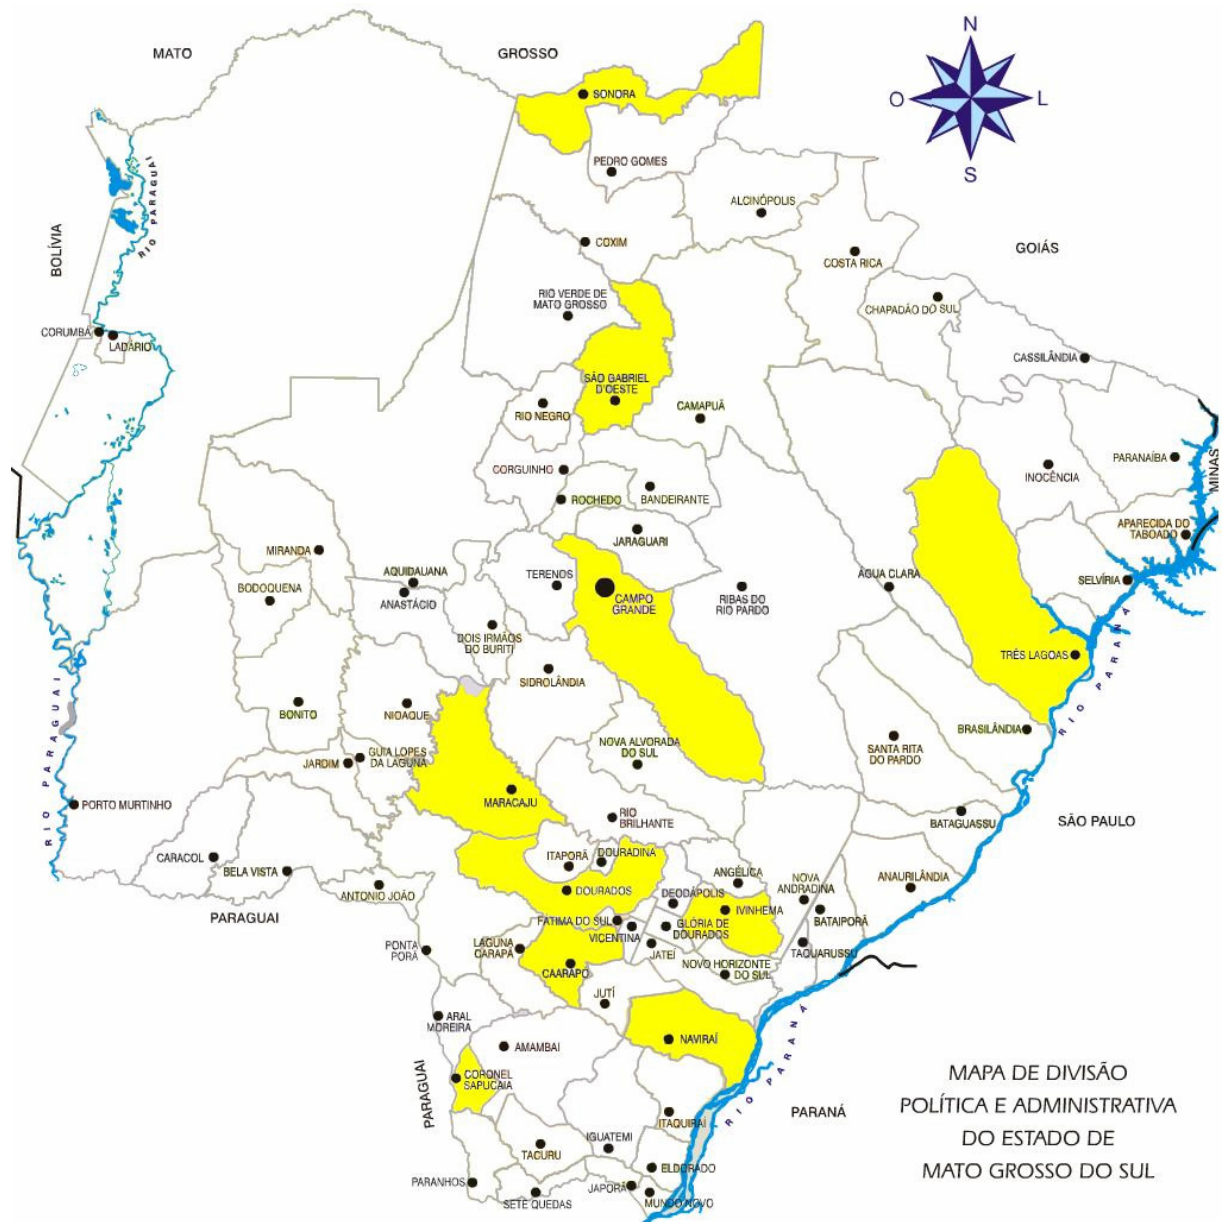 MATO
GROSSO
N
O
L
S
SONORA
PEDRO GOMES
ALCINÓPOLIS
RIO PARAGUAI
BOLÍVIA
COXIM
COSTA RICA
GOIÁS
RIO VERDE DE
MATO GROSSO
CHAPADÃO DO SUL
CORUMBÁ
LADÁRIO
CASSILÂNDIA
SÃO GABRIEL
D'OESTE
RIO NEGRO
CAMAPUÃ
CORGUINHO
PARANAÍBA
MINAS
INOCÊNCIA
ROCHEDO
BANDEIRANTE
APARECIDA DO
TABOADO
JARAGUARI
MIRANDA
AQUIDAUANA
TERENOS
ÁGUA CLARA
SELVÍRIA
BODOQUENA
ANASTÁCIO
CAMPO
GRANDE
RIBAS DO
RIO PARDO
DOIS IRMÃOS
DO BURITI
TRÊS LAGOAS
RIO PARANÁ
SIDROLÂNDIA
RIO PARAGUAI
BONITO
NIOAQUE
BRASILÂNDIA
NOVA ALVORADA
DO SUL
SANTA RITA
DO PARDO
GUIA LOPES
DA LAGUNA
JARDIM
MARACAJU
PORTO MURTINHO
RIO
BRILHANTE
BATAGUASSU
SÃO PAULO
CARACOL
ITAPORÃ
DOURADINA
BELA VISTA
ANGÉLICA
NOVA
ANDRADINA
ANAURILÂNDIA
ANTONIO JOÃO
DOURADOS
DEODÁPOLIS
IVINHEMA
PARAGUAI
FÁTIMA DO SUL
VICENTINA
GLÓRIA DE
DOURADOS
BATAIPORÃ
PONTA
PORÃ
LAGUNA
CARAPÃ
JATEÍ
TAQUARUSSU
CAARAPÓ
NOVO HORIZONTE
DO SUL
JUTÍ
ARAL
MOREIRA
AMAMBAI
NAVIRAÍ
RIO PARANÁ
CORONEL
SAPUCAIA
PARAGUAI
PARANÁ
ITAQUIRAÍ
IGUATEMI
TACURU
ELDORADO
PARANHOS
JAPORÃ
SETE QUEDAS
MUNDO NOVO
MAPA DE DIVISÃO
POLÍTICA E ADMINISTRATIVA
DO ESTADO DE
MATO GROSSO DO SUL